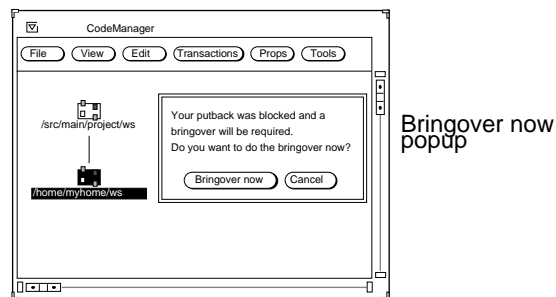 CodeManager
File View Edit Transactions Props Tools
/src/main/project/ws
/home/myhome/ws
Your putback was blocked and a
bringover will be required.
Do you want to do the bringover now?
Bringover now Cancel
Bringover now
popup